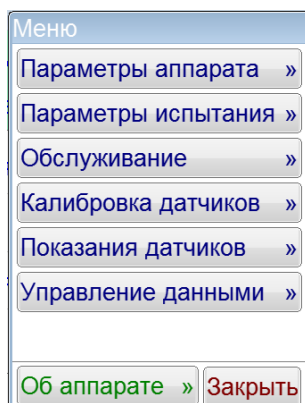 Меню
Параметры аппарата »
Параметры испытания »
Обслуживание »
Калибровка датчиков »
Показания датчиков »
Управление данными »
Об аппарате » Закрыть